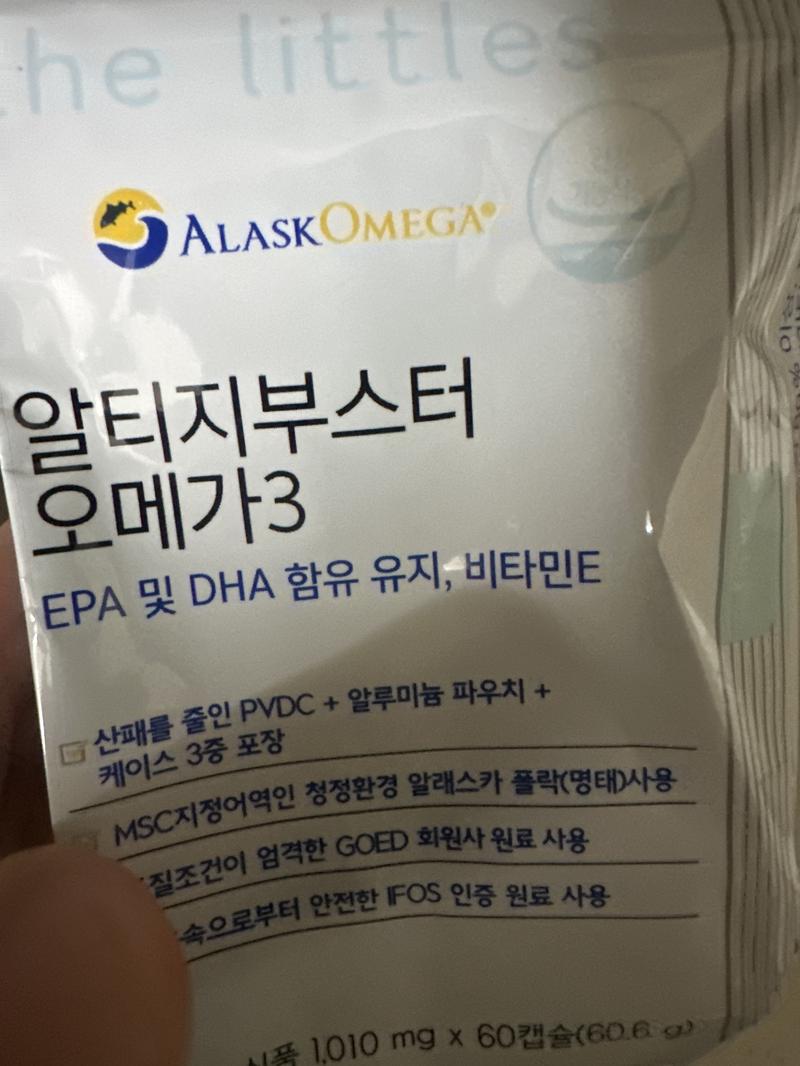 the littles
ALASKOMEGA®
알티지부스터
오메가3
EPA 및 DHA 함유 유지, 비타민E
산패를 줄인 PVDC + 알루미늄 파우치 +
케이스 3중 포장
MSC지정어역인 청정환경 알래스카 폴락(명태)사용
질조건이 엄격한 GOED 회원사 원료 사용
속으로부터 안전한 IFOS 인증 원료 사용
1,010 mg x 60캡슐(60.6 g)